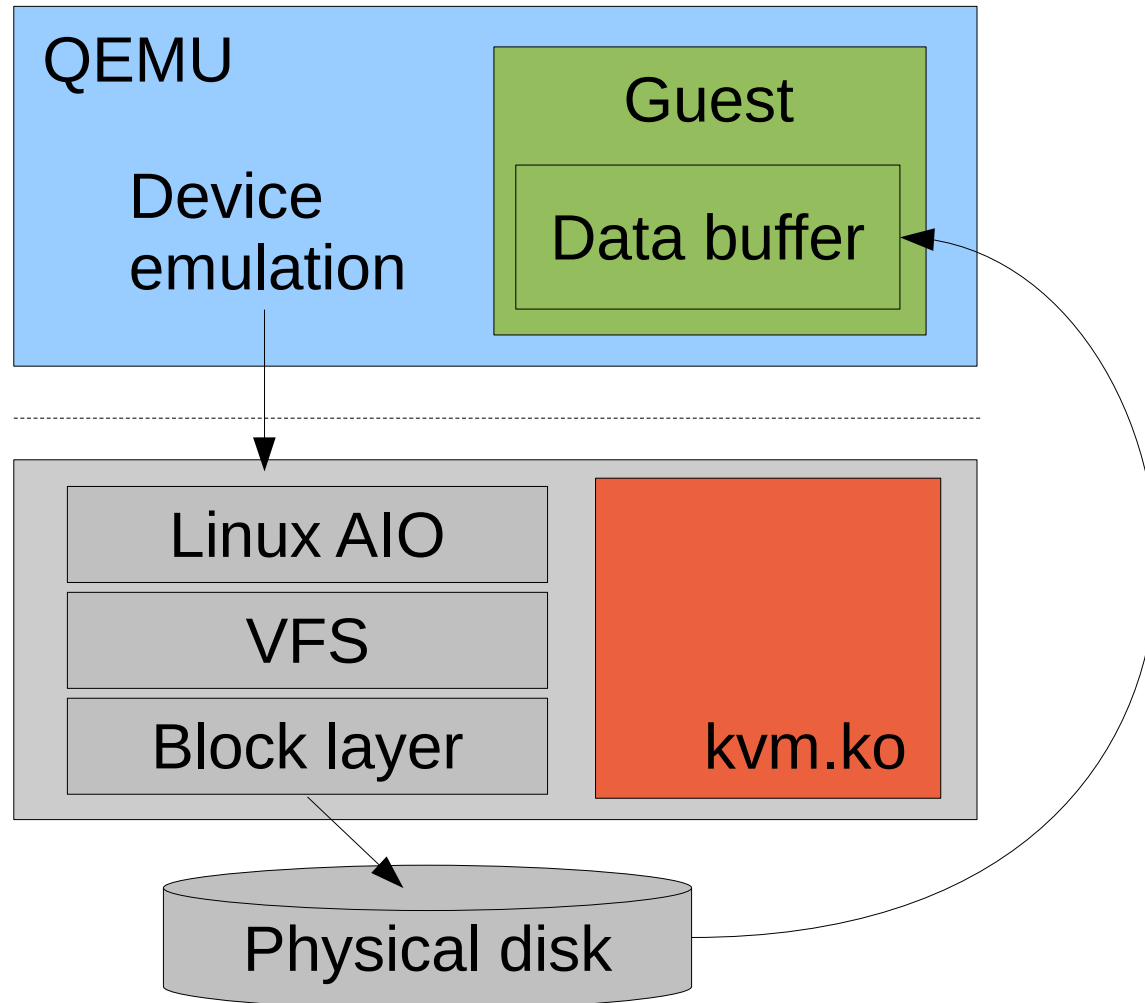 QEMU
Guest
Device
emulation
Data buffer
Linux AIO
VFS
Block layer
kvm.ko
Physical disk